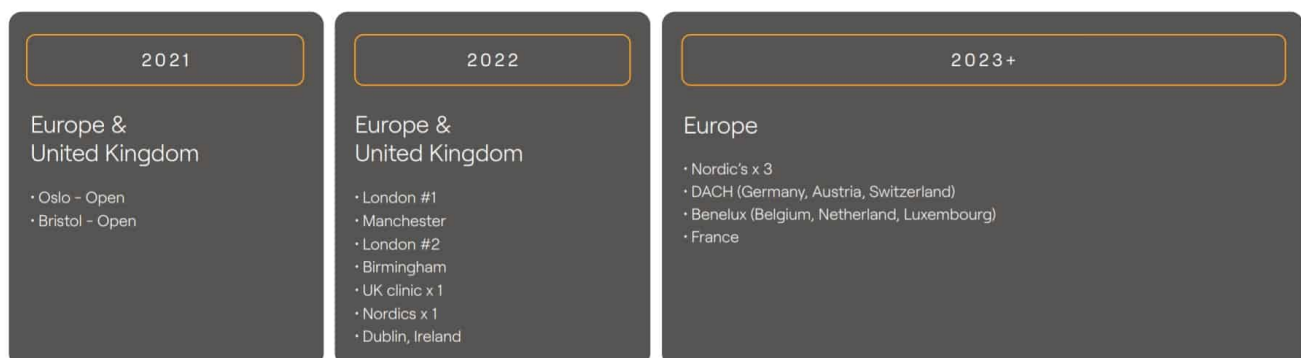 2021
Europe &
United Kingdom
• Oslo - Open
• Bristol - Open
2022
Europe &
United Kingdom
• London #1
• Manchester
• London #2
• Birmingham
• UK clinic x 1
• Nordics x 1
• Dublin, Ireland
2023+
Europe
• Nordic's x 3
• DACH (Germany, Austria, Switzerland)
• Benelux (Belgium, Netherland, Luxembourg)
• France